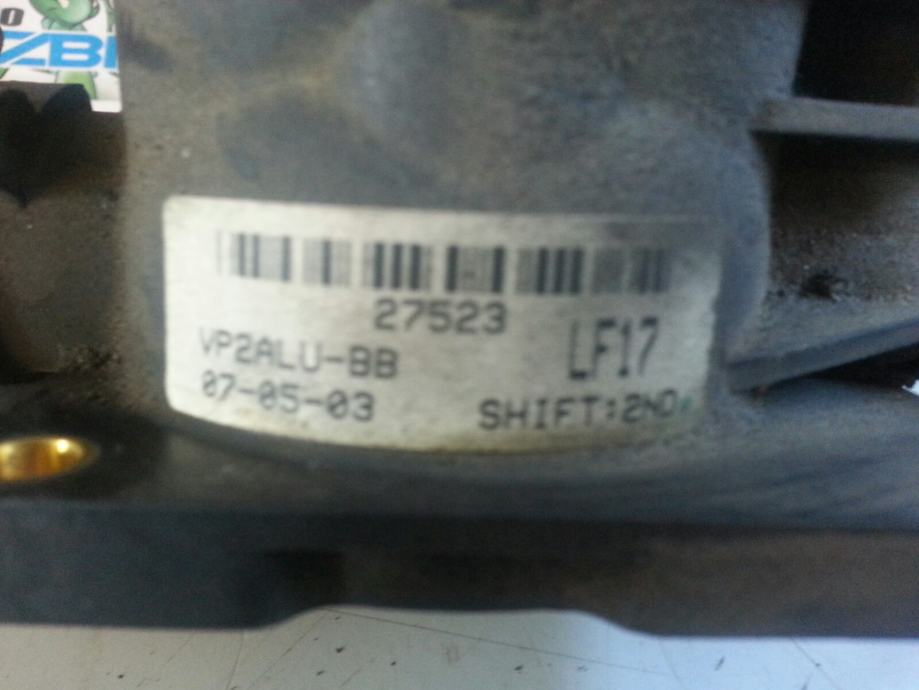 27523
VP2ALU-BB
LF17
07-05-03
SHIFT:2ND